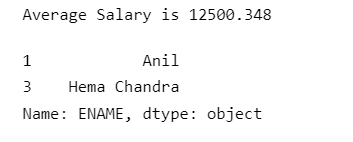 Average Salary is 12500.348
1 Anil
3 Hema Chandra
Name: ENAME, dtype: object